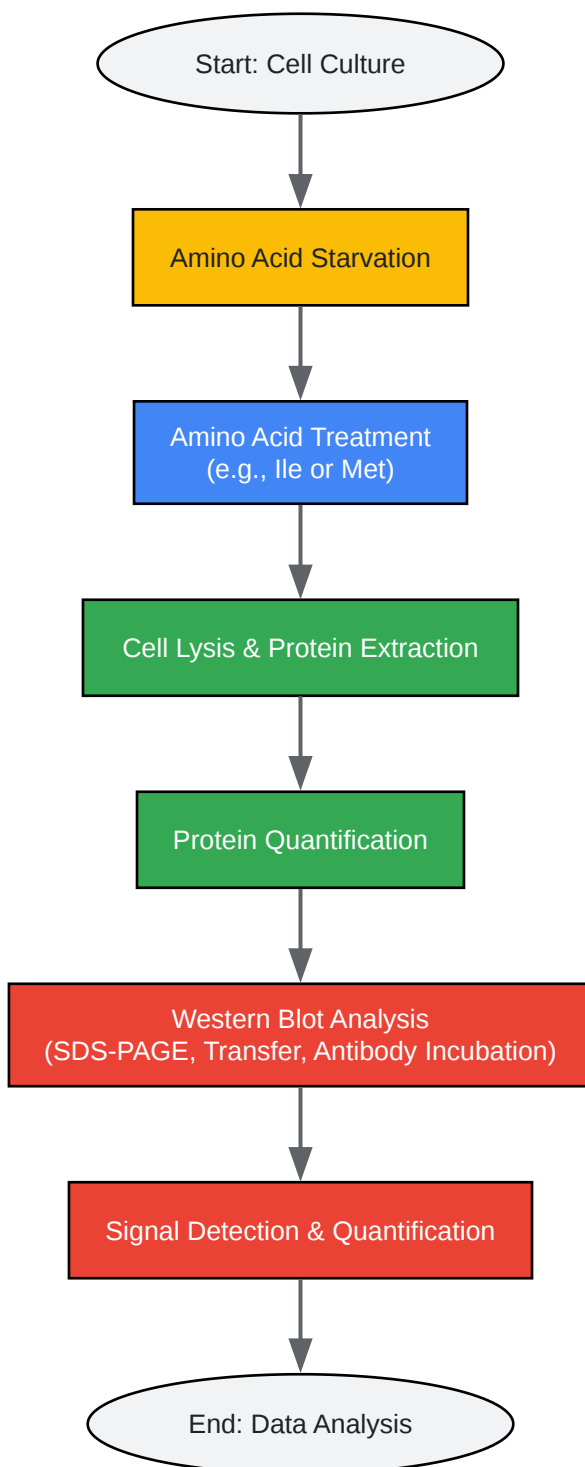 Start: Cell Culture
Amino Acid Starvation
Amino Acid Treatment
(e.g., Ile or Met)
Cell Lysis & Protein Extraction
Protein Quantification
Western Blot Analysis
(SDS-PAGE, Transfer, Antibody Incubation)
Signal Detection & Quantification
End: Data Analysis